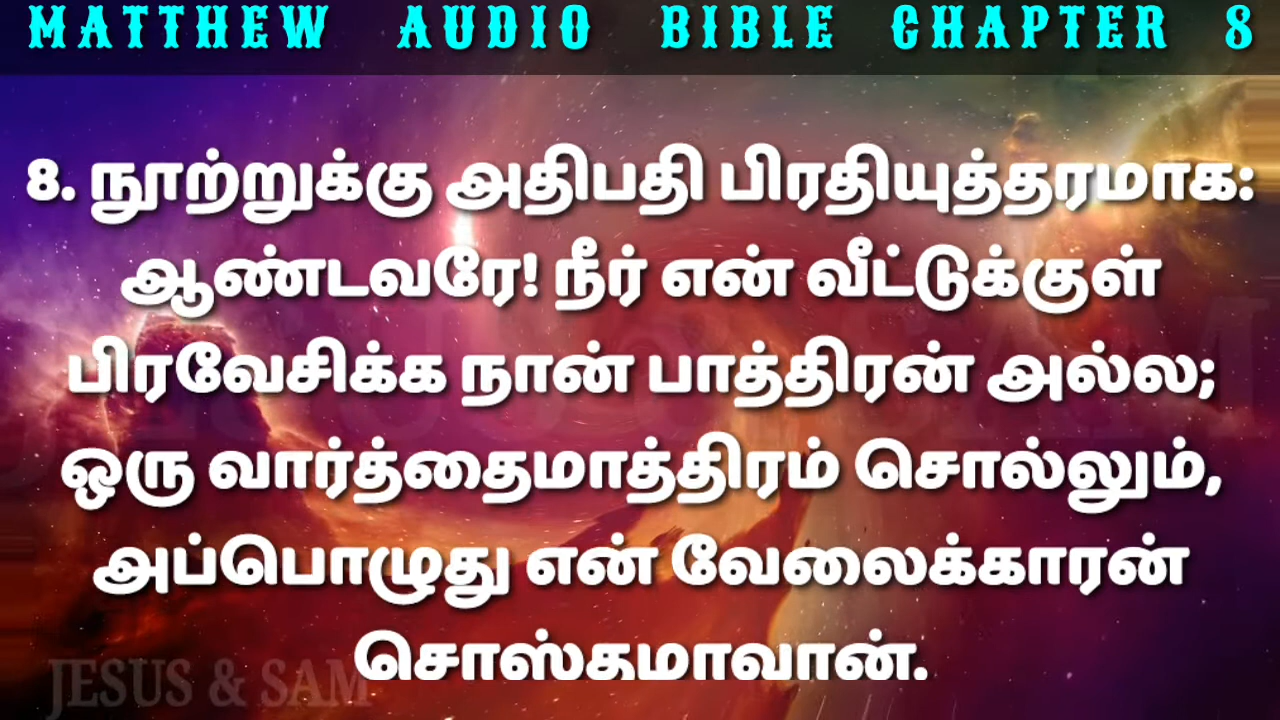 MATTHEW AUDIO BIBLE CHAPTER 8
8. நூற்றுக்கு அதிபதி பிரதியுத்தரமாக:
ஆண்டவரே! நீர் என் வீட்டுக்குள்
பிரவேசிக்க நான் பாத்திரன் அல்ல;
ஒரு வார்த்தைமாத்திரம் சொல்லும்,
அப்பொழுது என் வேலைக்காரன்
சொஸ்தமாவான்.
JESUS & SAM